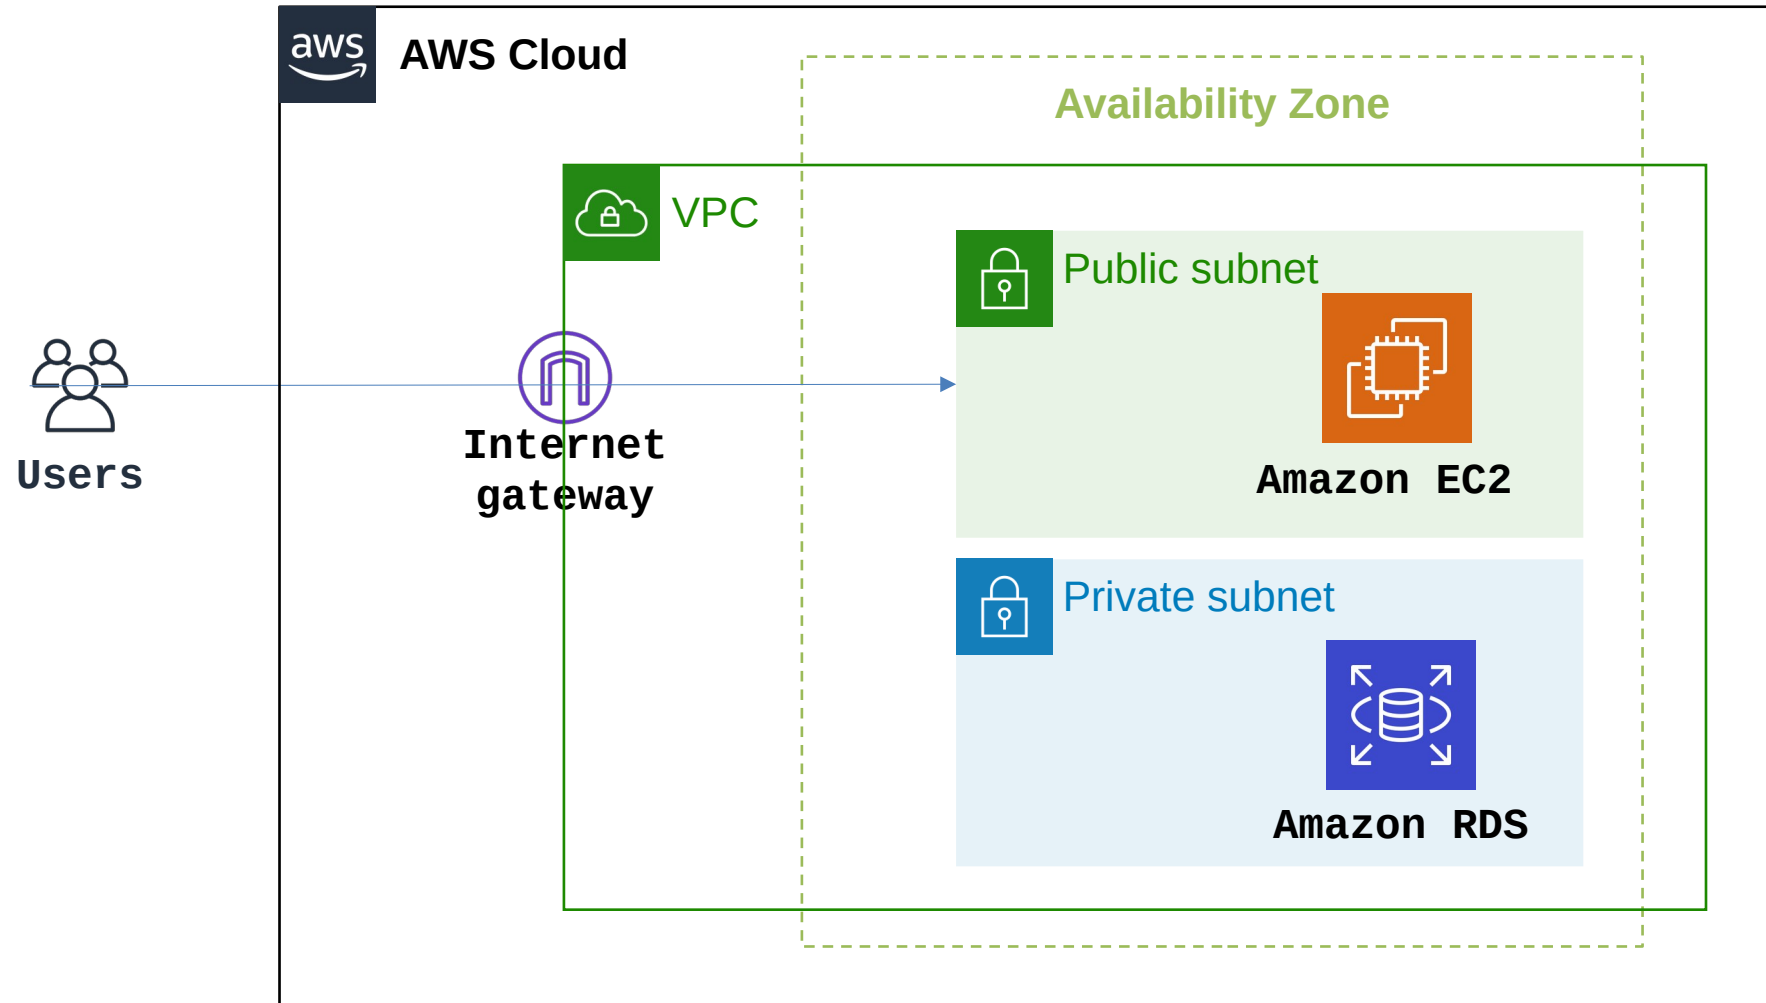 aws
AWS Cloud
Availability Zone
VPC
Public subnet
Users
Internet
gateway
Amazon EC2
Private subnet
Amazon RDS